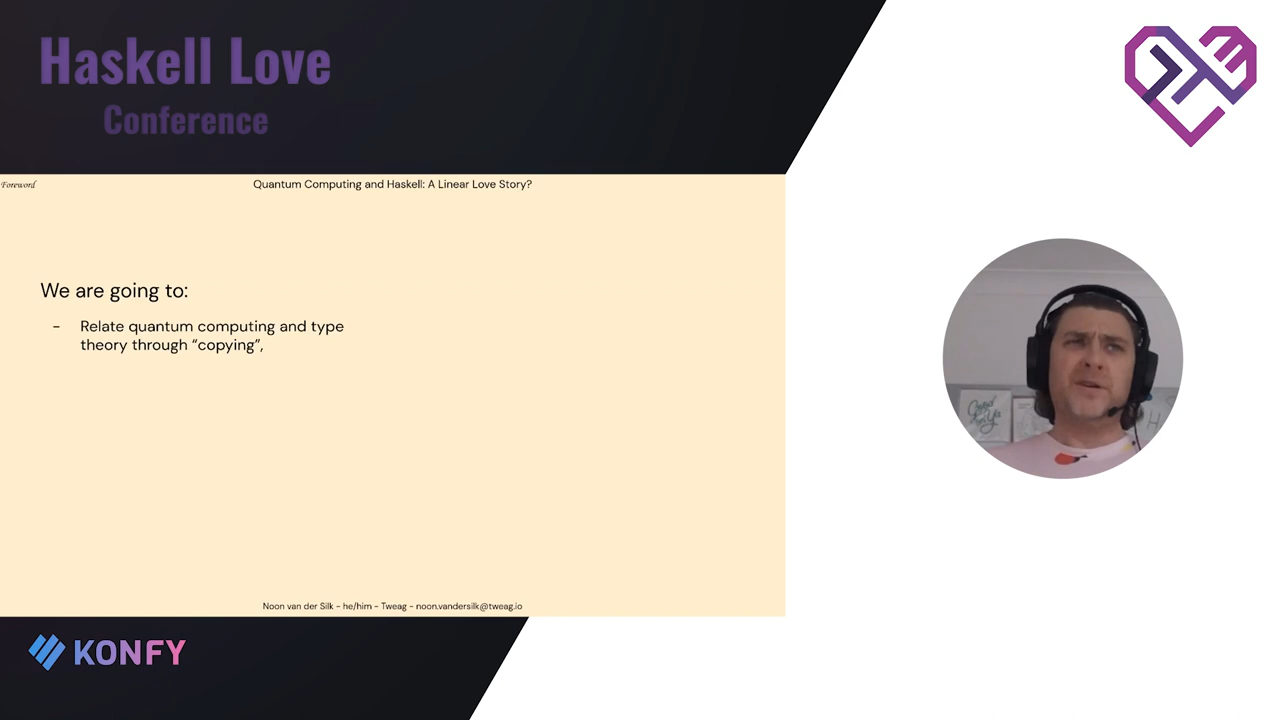 Haskell Love
Conference
Foreword
Quantum Computing and Haskell: A Linear Love Story?
We are going to:
- Relate quantum computing and type
theory through “copying”,
Noon van der Silk - he/him - Tweag - noon.vandersilk@tweag.io
KONFY